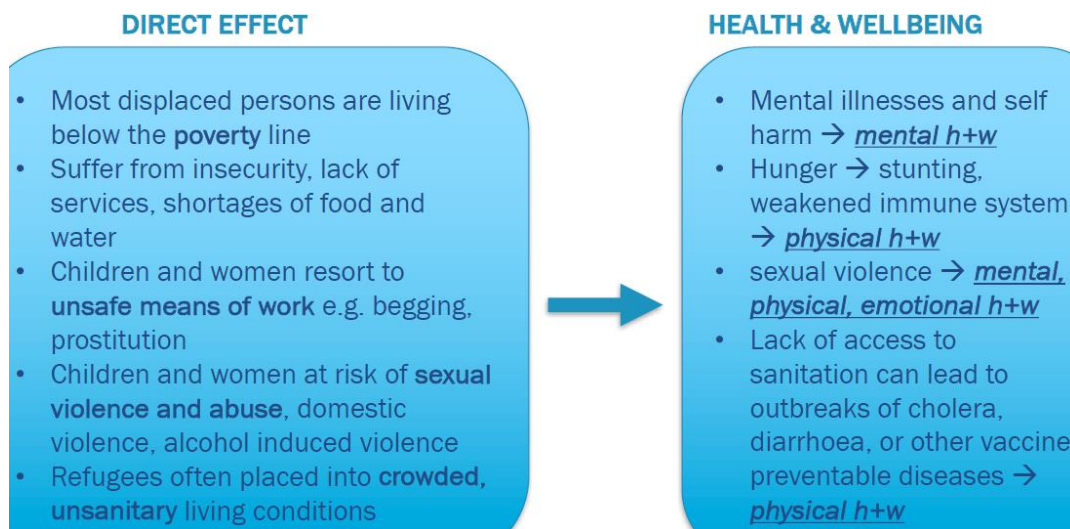 DIRECT EFFECT
• Most displaced persons are living
below the poverty line
• Suffer from insecurity, lack of
services, shortages of food and
water
• Children and women resort to
unsafe means of work e.g. begging,
prostitution
• Children and women at risk of sexual
violence and abuse, domestic
violence, alcohol induced violence
• Refugees often placed into crowded,
unsanitary living conditions
HEALTH & WELLBEING
• Mental illnesses and self
harm → mental h+w
• Hunger → stunting,
weakened immune system
→ physical h+w
• sexual violence → mental,
physical, emotional h+w
• Lack of access to
sanitation can lead to
outbreaks of cholera,
diarrhoea, or other vaccine
preventable diseases →
physical h+w